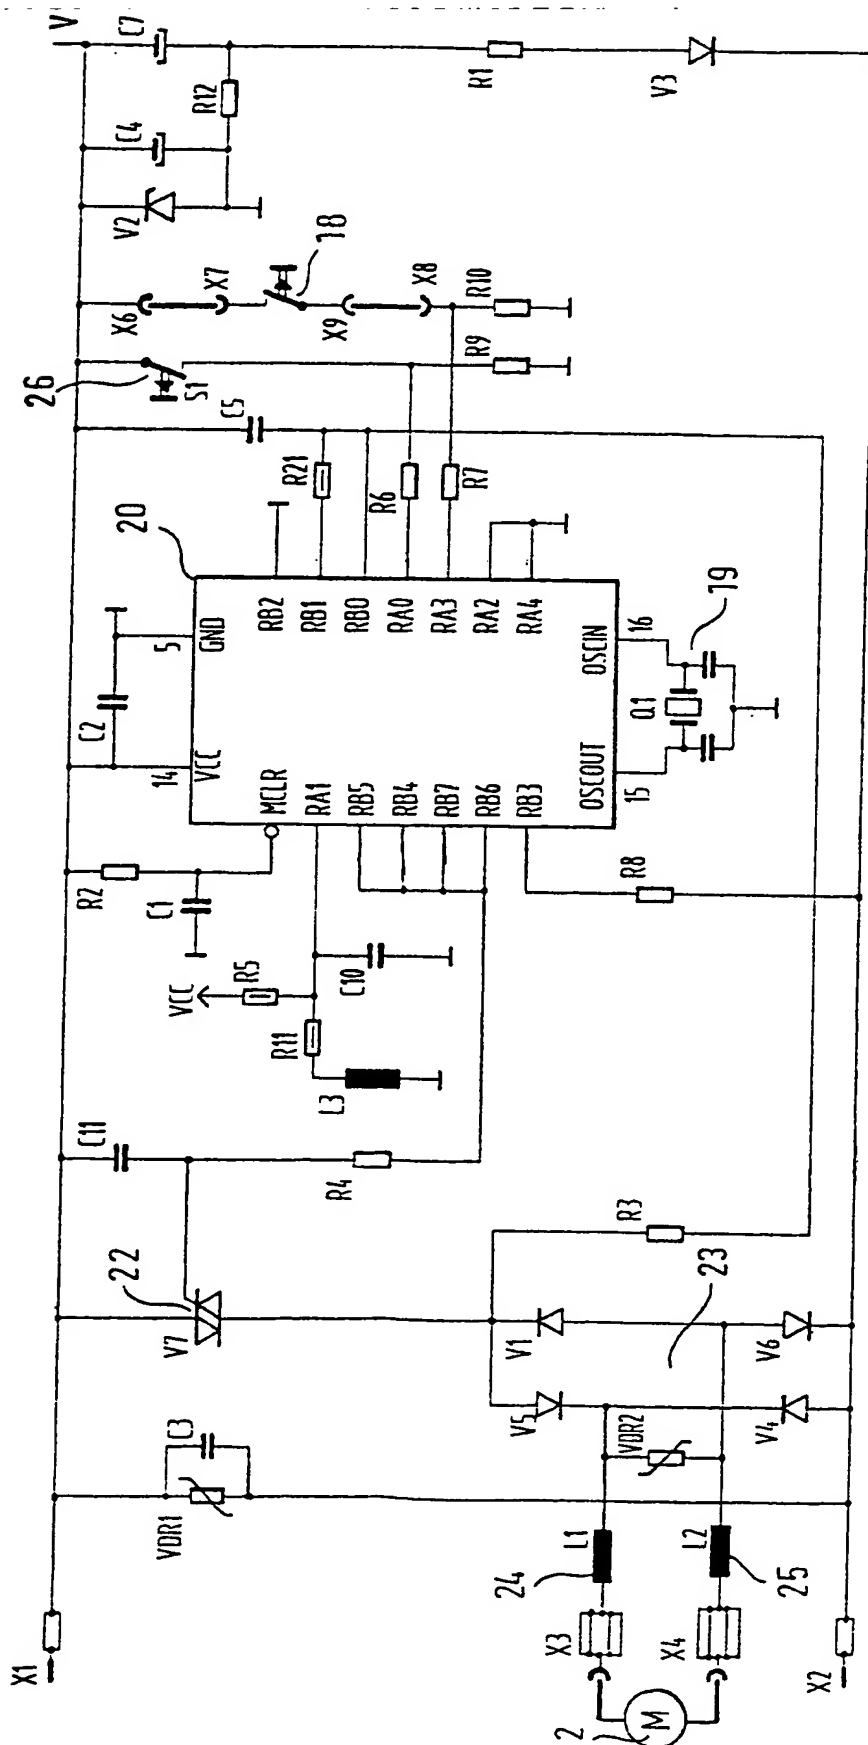 V
C7
R1
V3
R12
C4
V2
18
X6
X7
X9
X8
R10
26
S1
R9
C5
R21
R6
R7
20
RB2
RB1
RB0
RA0
RA3
RA2
RA4
5
GND
C2
14
VCC
MCLR
RA1
RB5
RB4
RB7
RB6
RB3
OSCIN
16
OSCOUT
15
Q1
19
R2
C1
R8
VCC
R5
C10
R11
L3
C11
R4
R3
22
V7
23
V1
V6
V5
V4
VDR2
C3
VDR1
L1
24
L2
25
X1
X3
X4
X2
2
M